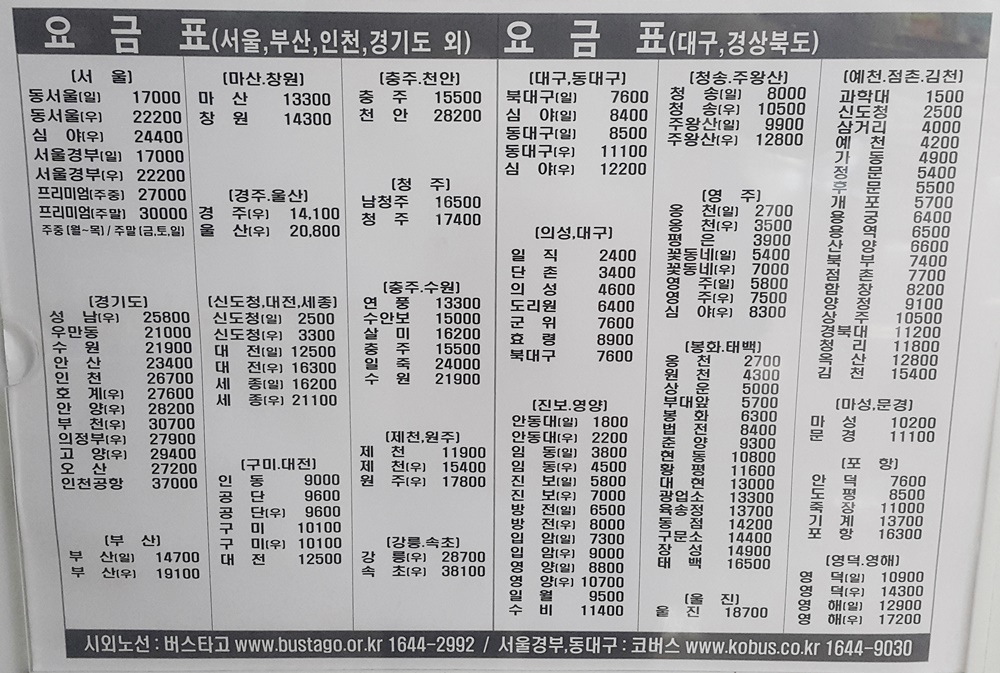 요 금 표(서울,부산,인천,경기도 외)
[서 울]
동서울(일) 17000
동서울(우) 22200
심 야(우) 24400
서울경부(일) 17000
서울경부(우) 22200
프리미엄(주중) 27000
프리미엄(주말) 30000
주중 (월~목) / 주말 (금,토,일)
[경기도]
성 남(우) 25800
우만동 21000
수 원 21900
안 산 23400
인 천 26700
호 계(우) 27600
안 양(우) 28200
부 천(우) 30700
의정부(우) 27900
고 양(우) 29400
오 산 27200
인천공항 37000
[부 산]
부 산(일) 14700
부 산(우) 19100
[마산.창원]
마 산 13300
창 원 14300
[경주.울산]
경 주(우) 14,100
울 산(우) 20,800
[신도청,대전,세종]
신도청(일) 2500
신도청(우) 3300
대 전(일) 12500
대 전(우) 16300
세 종(일) 16200
세 종(우) 21100
[구미.대전]
인 동 9000
공 단 9600
공 단(우) 9600
구 미 10100
구 미(우) 10100
대 전 12500
[충주.천안]
충 주 15500
천 안 28200
[청 주]
남청주 16500
청 주 17400
[충주.수원]
연 풍 13300
수안보 15000
살 미 16200
충 주 15500
일 죽 24000
수 원 21900
[제천,원주]
제 천 11900
제 천(우) 15400
원 주(우) 17800
[강릉.속초]
강 릉(우) 28700
속 초(우) 38100
요 금 표(대구,경상북도)
[대구,동대구]
북대구(일) 7600
심 야(일) 8400
동대구(일) 8500
동대구(우) 11100
심 야(우) 12200
[의성,대구]
일 직 2400
단 촌 3400
의 성 4600
도리원 6400
군 위 7600
효 령 8900
북대구 7600
[진보.영양]
안동대(일) 1800
안동대(우) 2200
임 동(일) 3800
임 동(우) 4500
진 보(일) 5800
진 보(우) 7000
방 전(일) 6500
방 전(우) 8000
입 암(일) 7300
입 암(우) 9000
영 양(일) 8800
영 양(우) 10700
일 월 9500
수 비 11400
[청송.주왕산]
청 송(일) 8000
청 송(우) 10500
주왕산(일) 9900
주왕산(우) 12800
[영 주]
옹 천(일) 2700
옹 천(우) 3500
평 은 3900
꽃동네(일) 5400
꽃동네(우) 7000
영 주(일) 5800
영 주(우) 7500
심 야(우) 8300
[봉화.태백]
옹 천 2700
원 천 4300
상 운 5000
부대앞 5700
봉 화 6300
법 전 8400
춘 양 9300
현 동 10800
황 평 11600
대 현 13000
광업소 13300
육송정 13700
동 점 14200
구문소 14400
장 성 14900
태 백 16500
[울 진]
울 진 18700
[예천.점촌.김천]
과학대 1500
신도청 2500
삼거리 4000
예 천 4200
가 동 4900
정 문 5400
후 문 5500
개 포 5700
용 궁 6400
용 역 6500
산 양 6600
북 부 7400
점 촌 7700
함 창 8200
양 정 9100
상 주 10500
경북대 11200
청 리 11800
옥 산 12800
김 천 15400
[마성,문경]
마 성 10200
문 경 11100
[포 항]
안 덕 7600
도 평 8500
죽 장 11000
기 계 13700
포 항 16300
[영덕.영해]
영 덕(일) 10900
영 덕(우) 14300
영 해(일) 12900
영 해(우) 17200
시외노선 : 버스타고 www.bustago.or.kr 1644-2992 / 서울경부,동대구 : 코버스 www.kobus.co.kr 1644-9030